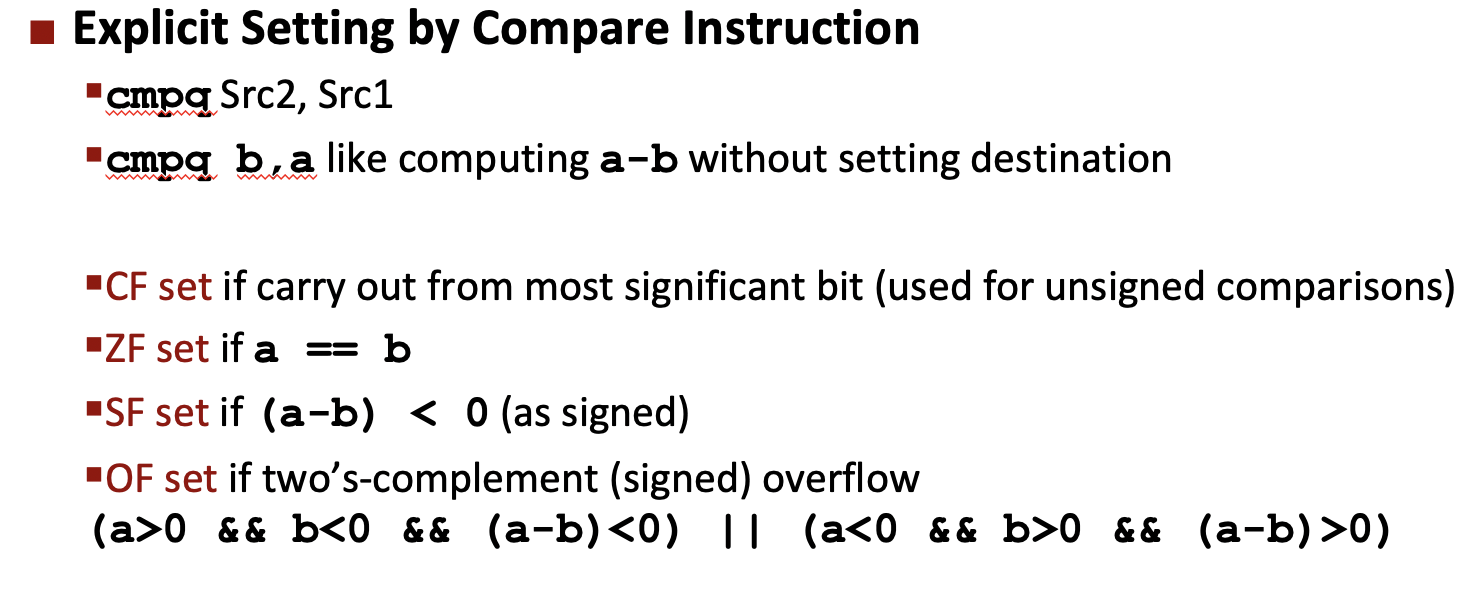 Explicit Setting by Compare Instruction
cmpq Src2, Src1
cmpq b,a like computing a-b without setting destination
CF set if carry out from most significant bit (used for unsigned comparisons)
ZF set if a == b
SF set if (a-b) < 0 (as signed)
OF set if two’s-complement (signed) overflow
(a>0 && b<0 && (a-b)<0) || (a<0 && b>0 && (a-b)>0)